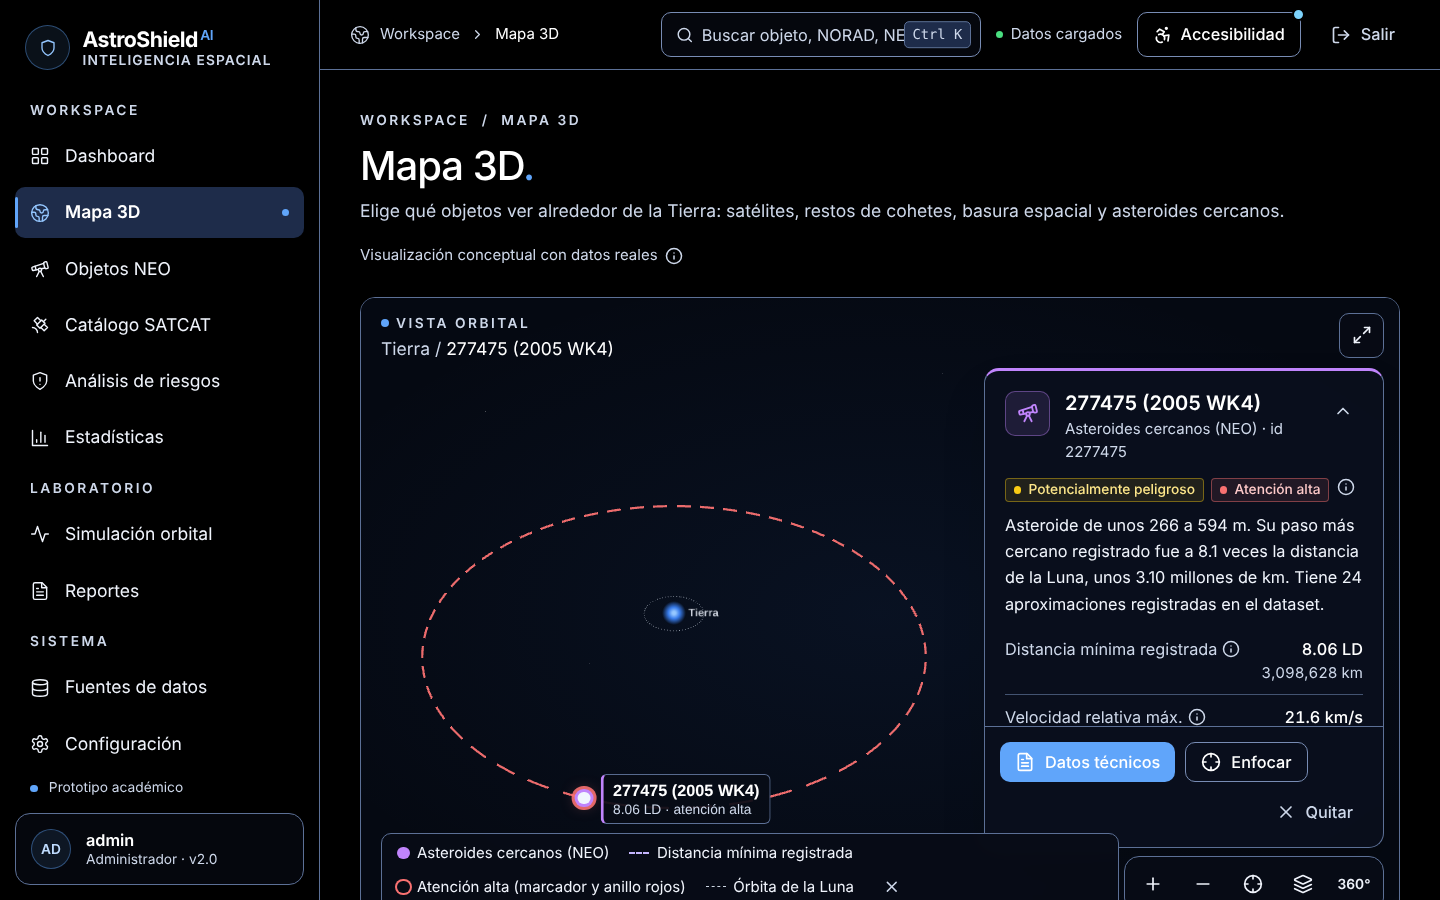 AstroShield AI
INTELIGENCIA ESPACIAL
WORKSPACE
Dashboard
Mapa 3D
Objetos NEO
Catálogo SATCAT
Análisis de riesgos
Estadísticas
LABORATORIO
Simulación orbital
Reportes
SISTEMA
Fuentes de datos
Configuración
Prototipo académico
AD
admin
Administrador · v2.0
Workspace > Mapa 3D
Buscar objeto, NORAD, NE
Ctrl K
Datos cargados
Accesibilidad
Salir
WORKSPACE / MAPA 3D
Mapa 3D.
Elige qué objetos ver alrededor de la Tierra: satélites, restos de cohetes, basura espacial y asteroides cercanos.
Visualización conceptual con datos reales
VISTA ORBITAL
Tierra / 277475 (2005 WK4)
Tierra
277475 (2005 WK4)
8.06 LD · atención alta
277475 (2005 WK4)
Asteroides cercanos (NEO) · id
2277475
Potencialmente peligroso
Atención alta
Asteroide de unos 266 a 594 m. Su paso más
cercano registrado fue a 8.1 veces la distancia
de la Luna, unos 3.10 millones de km. Tiene 24
aproximaciones registradas en el dataset.
Distancia mínima registrada 8.06 LD
3,098,628 km
Velocidad relativa máx. 21.6 km/s
Datos técnicos
Enfocar
Quitar
Asteroides cercanos (NEO)
Distancia mínima registrada
Atención alta (marcador y anillo rojos)
Órbita de la Luna
360°